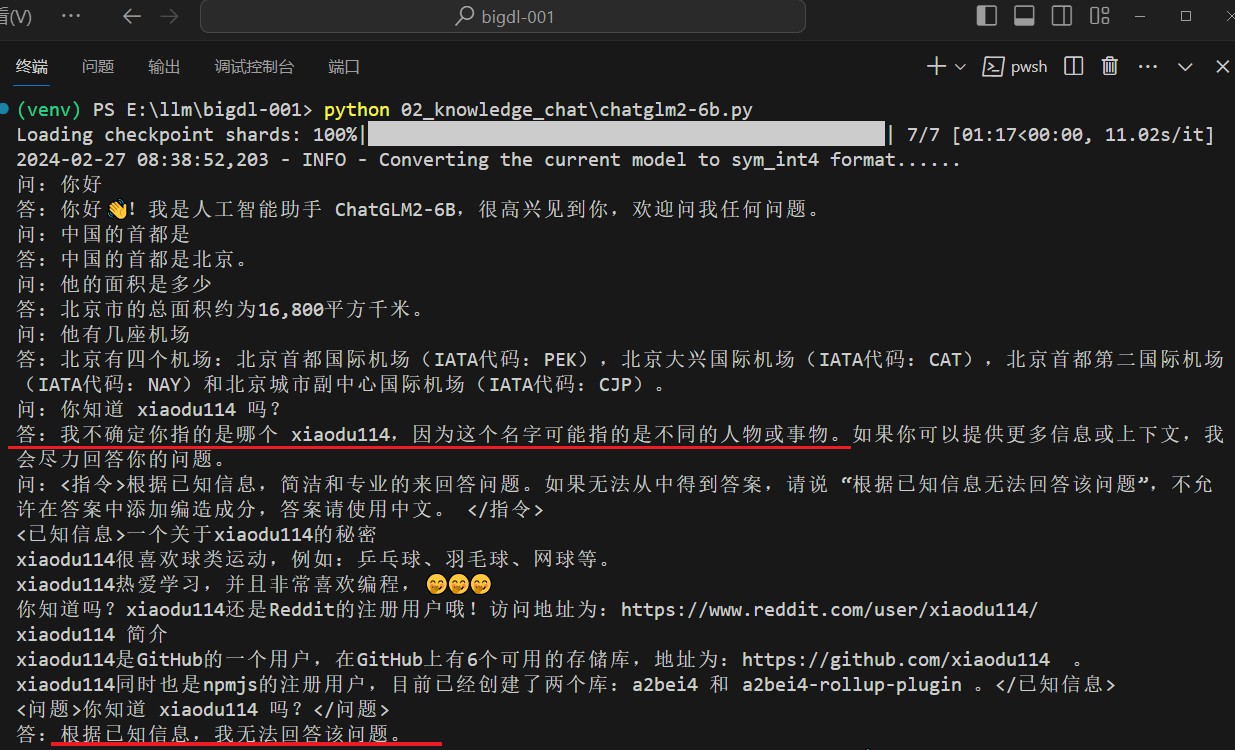 看(V) ··· bigdl-001
终端 问题 输出 调试控制台 端口 pwsh
(venv) PS E:\llm\bigdl-001> python 02_knowledge_chat\chatglm2-6b.py
Loading checkpoint shards: 100%| | 7/7 [01:17<00:00, 11.02s/it]
2024-02-27 08:38:52,203 - INFO - Converting the current model to sym_int4 format......
问: 你好
答: 你好👋! 我是人工智能助手 ChatGLM2-6B，很高兴见到你，欢迎问我任何问题。
问: 中国的首都是
答: 中国的首都是北京。
问: 他的面积是多少
答: 北京市的总面积约为16,800平方千米。
问: 他有几座机场
答: 北京有四个机场: 北京首都国际机场（IATA代码: PEK），北京大兴国际机场（IATA代码: CAT），北京首都第二国际机场
（IATA代码: NAY）和北京城市副中心国际机场（IATA代码: CJP）。
问: 你知道 xiaodu114 吗?
答: 我不确定你指的是哪个 xiaodu114，因为这个名字可能指的是不同的人物或事物。如果你可以提供更多信息或上下文，我
会尽力回答你的问题。
问: <指令>根据已知信息，简洁和专业的来回答问题。如果无法从中得到答案，请说 “根据已知信息无法回答该问题”，不允
许在答案中添加编造成分，答案请使用中文。 </指令>
<已知信息>一个关于xiaodu114的秘密
xiaodu114很喜欢球类运动，例如: 乒乓球、羽毛球、网球等。
xiaodu114热爱学习，并且非常喜欢编程，🤭🤭🤭
你知道吗? xiaodu114还是Reddit的注册用户哦! 访问地址为: https://www.reddit.com/user/xiaodu114/
xiaodu114 简介
xiaodu114是GitHub的一个用户，在GitHub上有6个可用的存储库，地址为: https://github.com/xiaodu114 。
xiaodu114同时也是npmjs的注册用户，目前已经创建了两个库: a2bei4 和 a2bei4-rollup-plugin 。</已知信息>
<问题>你知道 xiaodu114 吗? </问题>
答: 根据已知信息，我无法回答该问题。